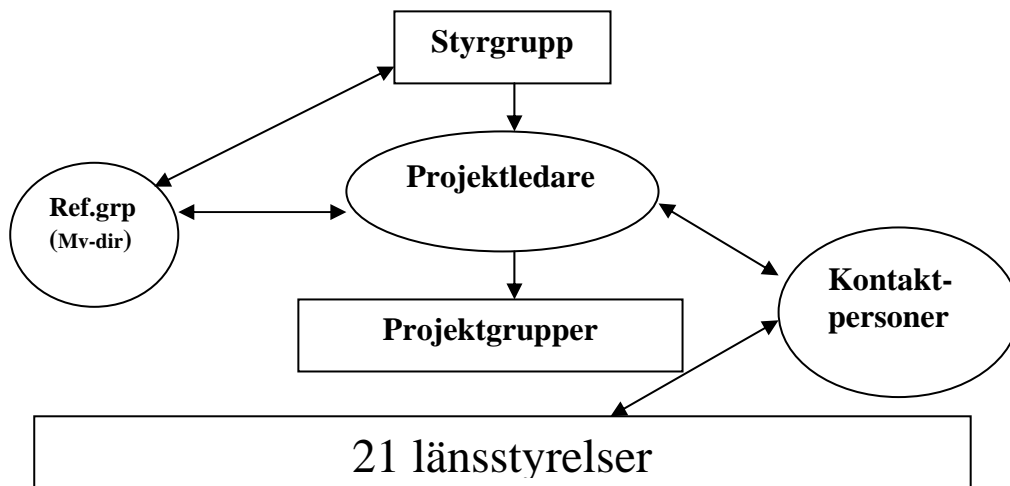 Styrgrupp
Projektledare
Ref.grp
(Mv-dir)
Kontakt-
personer
Projektgrupper
21 länsstyrelser